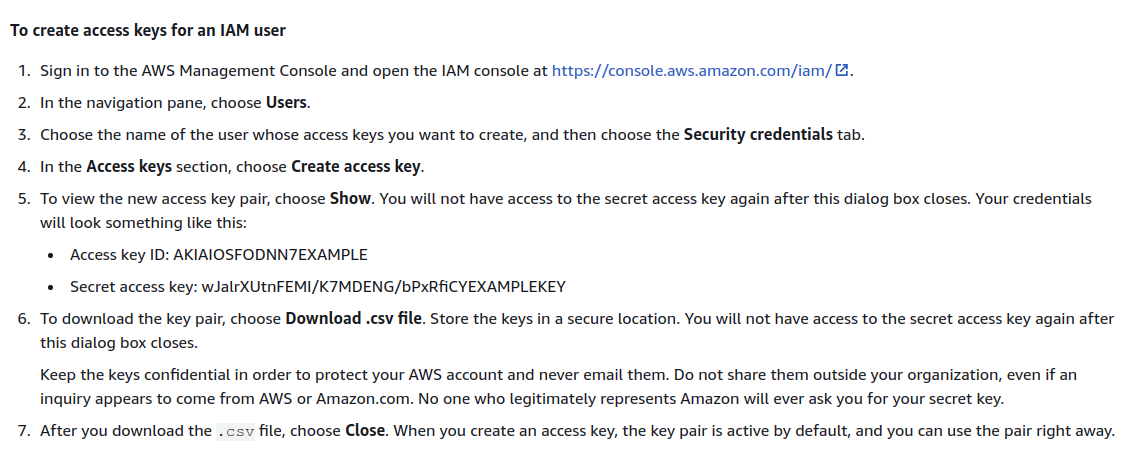 To create access keys for an IAM user
1. Sign in to the AWS Management Console and open the IAM console at https://console.aws.amazon.com/iam/.
2. In the navigation pane, choose Users.
3. Choose the name of the user whose access keys you want to create, and then choose the Security credentials tab.
4. In the Access keys section, choose Create access key.
5. To view the new access key pair, choose Show. You will not have access to the secret access key again after this dialog box closes. Your credentials
will look something like this:
• Access key ID: AKIAIOSFODNN7EXAMPLE
• Secret access key: wJalrXUtnFEMI/K7MDENG/bPxRfiCYEXAMPLEKEY
6. To download the key pair, choose Download .csv file. Store the keys in a secure location. You will not have access to the secret access key again after
this dialog box closes.
Keep the keys confidential in order to protect your AWS account and never email them. Do not share them outside your organization, even if an
inquiry appears to come from AWS or Amazon.com. No one who legitimately represents Amazon will ever ask you for your secret key.
7. After you download the .csv file, choose Close. When you create an access key, the key pair is active by default, and you can use the pair right away.